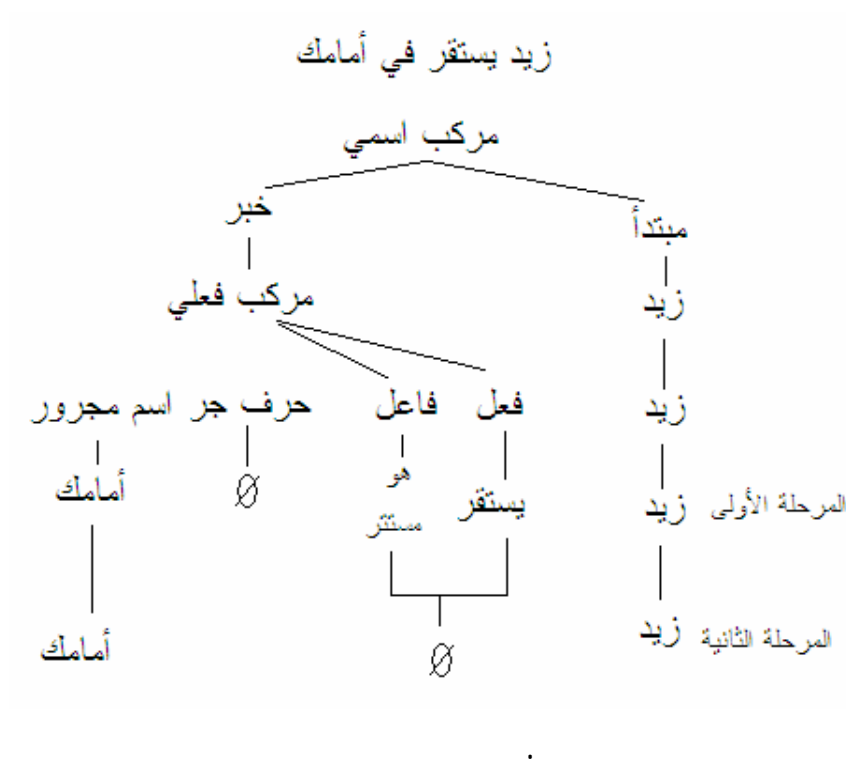 زيد يستقر في أمامك
مركب اسمي
مبتدأ خبر
زيد مركب فعلي
زيد فعل فاعل حرف جر اسم مجرور
المرحلة الأولى زيد يستقر هو Ø أمامك
مستتر
المرحلة الثانية زيد Ø أمامك